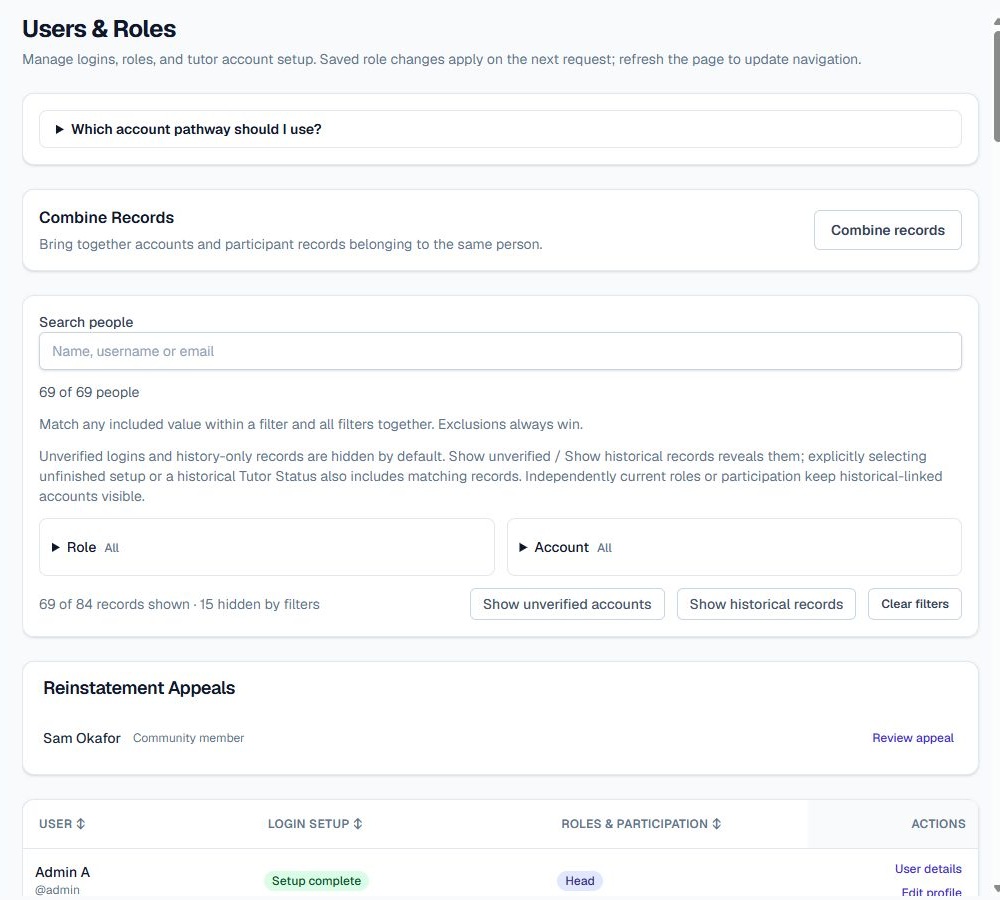 Users & Roles
Manage logins, roles, and tutor account setup. Saved role changes apply on the next request; refresh the page to update navigation.
Which account pathway should I use?
Combine Records
Bring together accounts and participant records belonging to the same person.
Combine records
Search people
Name, username or email
69 of 69 people
Match any included value within a filter and all filters together. Exclusions always win.
Unverified logins and history-only records are hidden by default. Show unverified / Show historical records reveals them; explicitly selecting
unfinished setup or a historical Tutor Status also includes matching records. Independently current roles or participation keep historical-linked
accounts visible.
Role All
Account All
69 of 84 records shown · 15 hidden by filters
Show unverified accounts
Show historical records
Clear filters
Reinstatement Appeals
Sam Okafor Community member
Review appeal
USER LOGIN SETUP ROLES & PARTICIPATION ACTIONS
Admin A
@admin
Setup complete
Head
User details
Edit profile